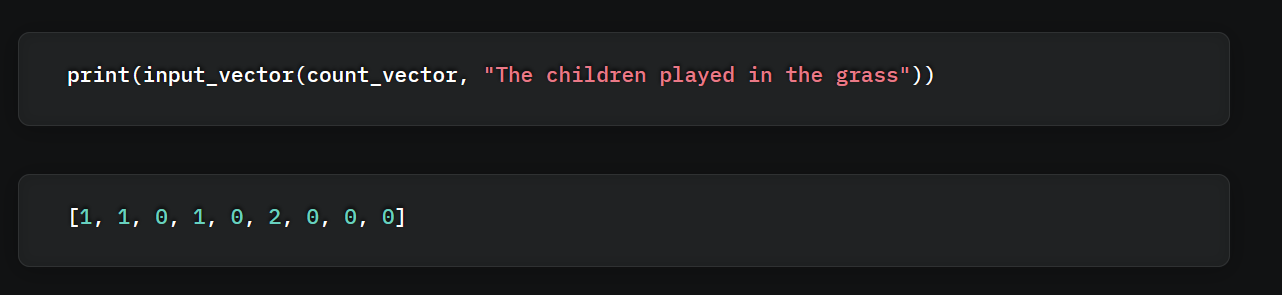 print(input_vector(count_vector, "The children played in the grass"))
[1, 1, 0, 1, 0, 2, 0, 0, 0]